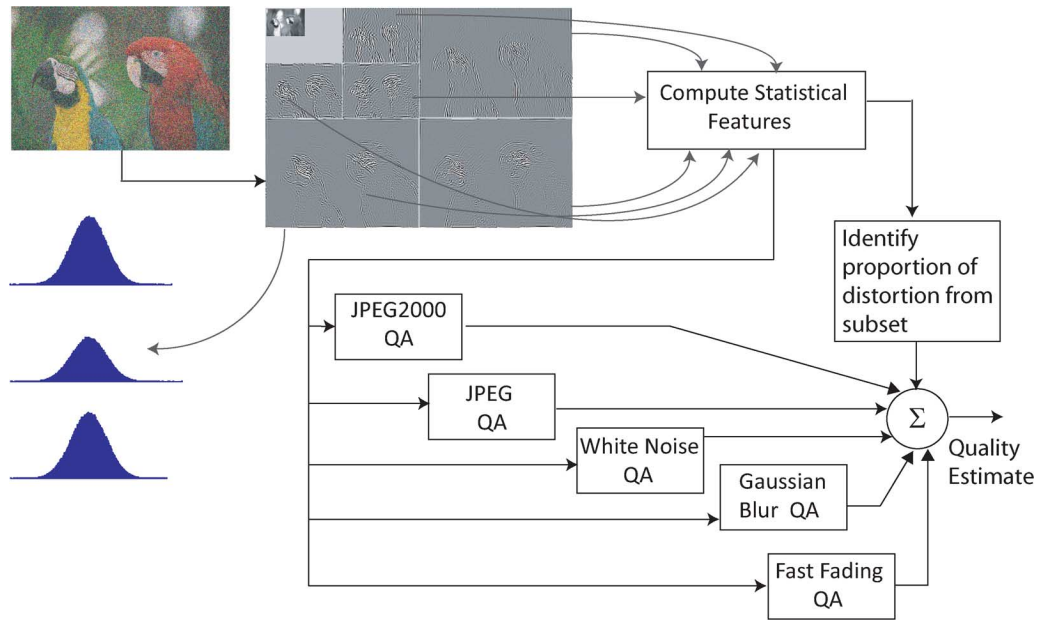 Compute Statistical
Features
Identify
proportion of
distortion from
subset
JPEG2000
QA
JPEG
QA
White Noise
QA
Gaussian
Blur QA
Fast Fading
QA
Σ
Quality
Estimate